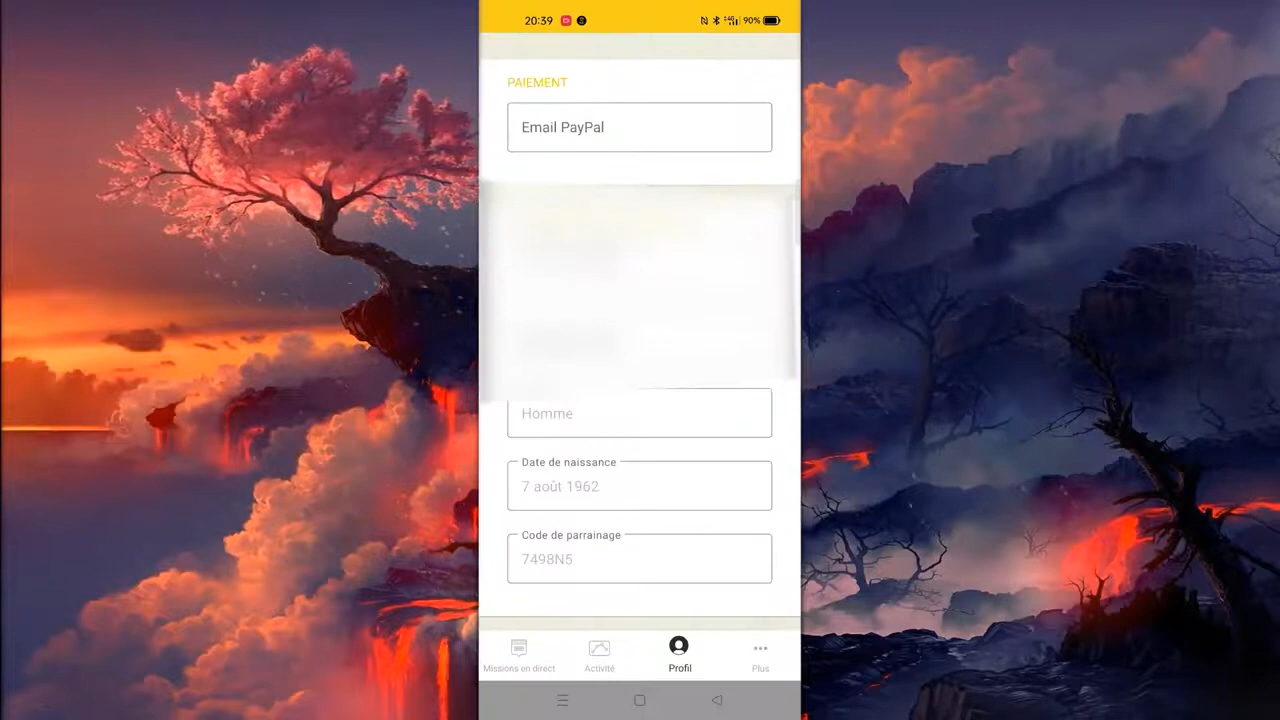 20:39
90%
PAIEMENT
Email PayPal
Homme
Date de naissance
7 août 1962
Code de parrainage
7498N5
Missions en direct
Activité
Profil
Plus